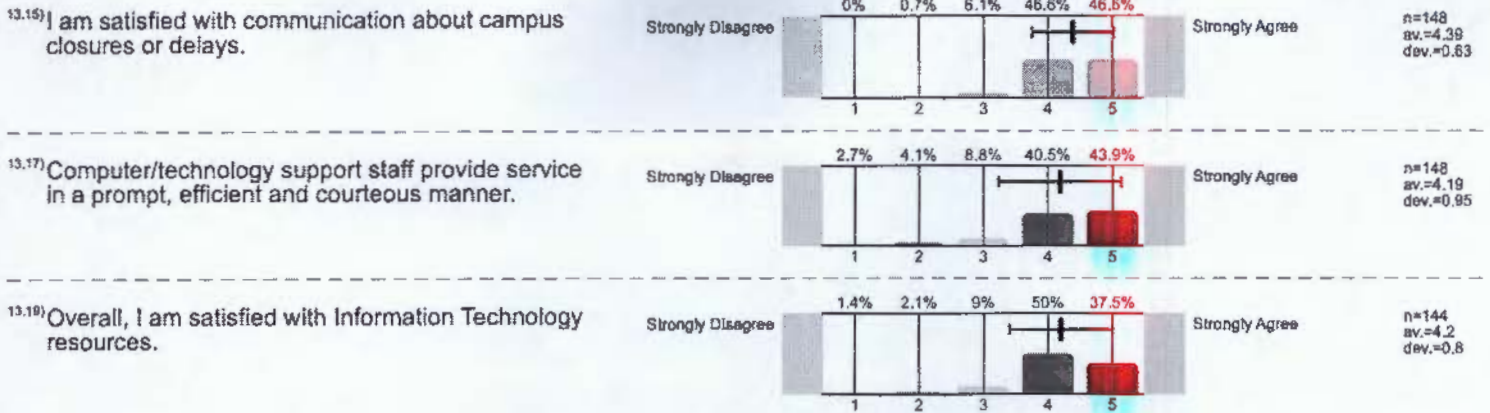 0% 0.7% 6.1% 46.6% 46.6%
13.15) I am satisfied with communication about campus closures or delays.
Strongly Disagree
Strongly Agree
n=148
av.=4.39
dev.=0.63
1 2 3 4 5
2.7% 4.1% 8.8% 40.5% 43.9%
13.17) Computer/technology support staff provide service
in a prompt, efficient and courteous manner.
Strongly Disagree
Strongly Agree
n=148
av.=4.19
dev.=0.95
1 2 3 4 5
1.4% 2.1% 9% 50% 37.5%
13.19) Overall, I am satisfied with Information Technology
resources.
Strongly Disagree
Strongly Agree
n=144
av.=4.2
dev.=0.8
1 2 3 4 5